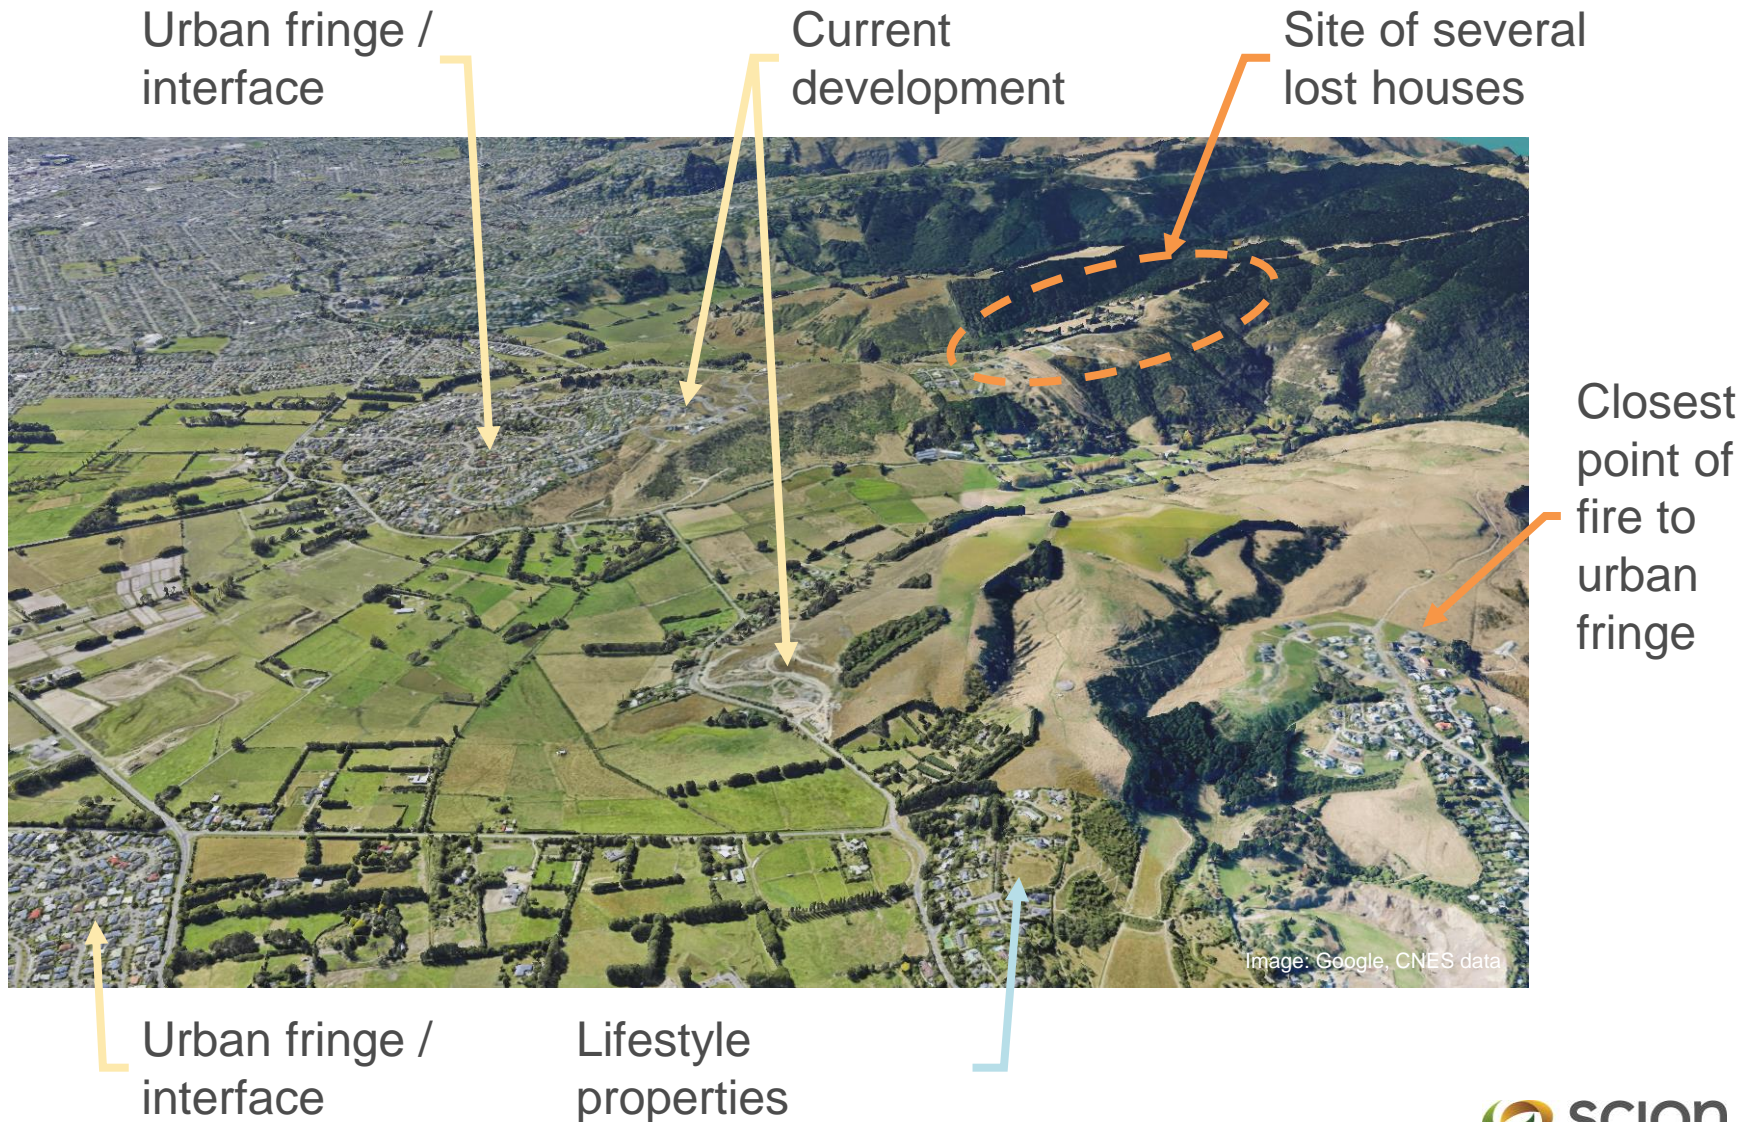 Urban fringe /
interface
Current
development
Site of several
lost houses
Closest
point of
fire to
urban
fringe
Image: Google, CNES data
Urban fringe /
interface
Lifestyle
properties
scion